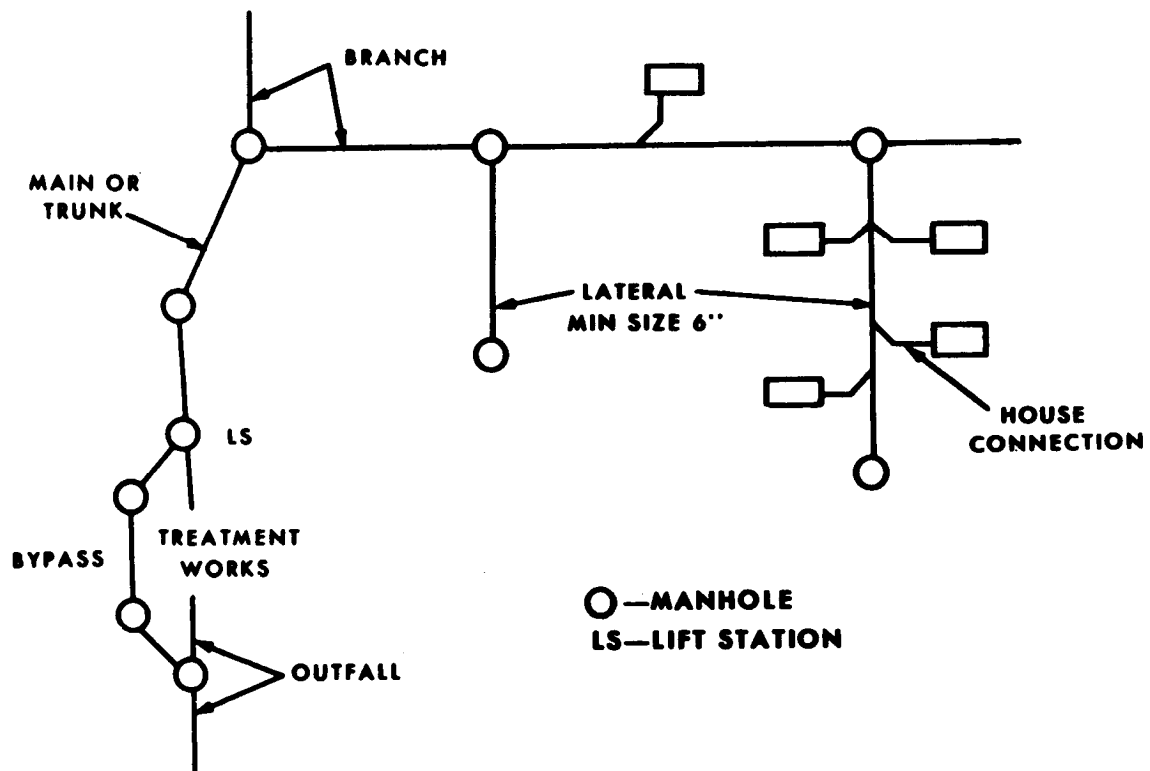 BRANCH
MAIN OR
TRUNK
LATERAL
MIN SIZE 6"
HOUSE
CONNECTION
LS
BYPASS
TREATMENT
WORKS
OUTFALL
—MANHOLE
LS—LIFT STATION